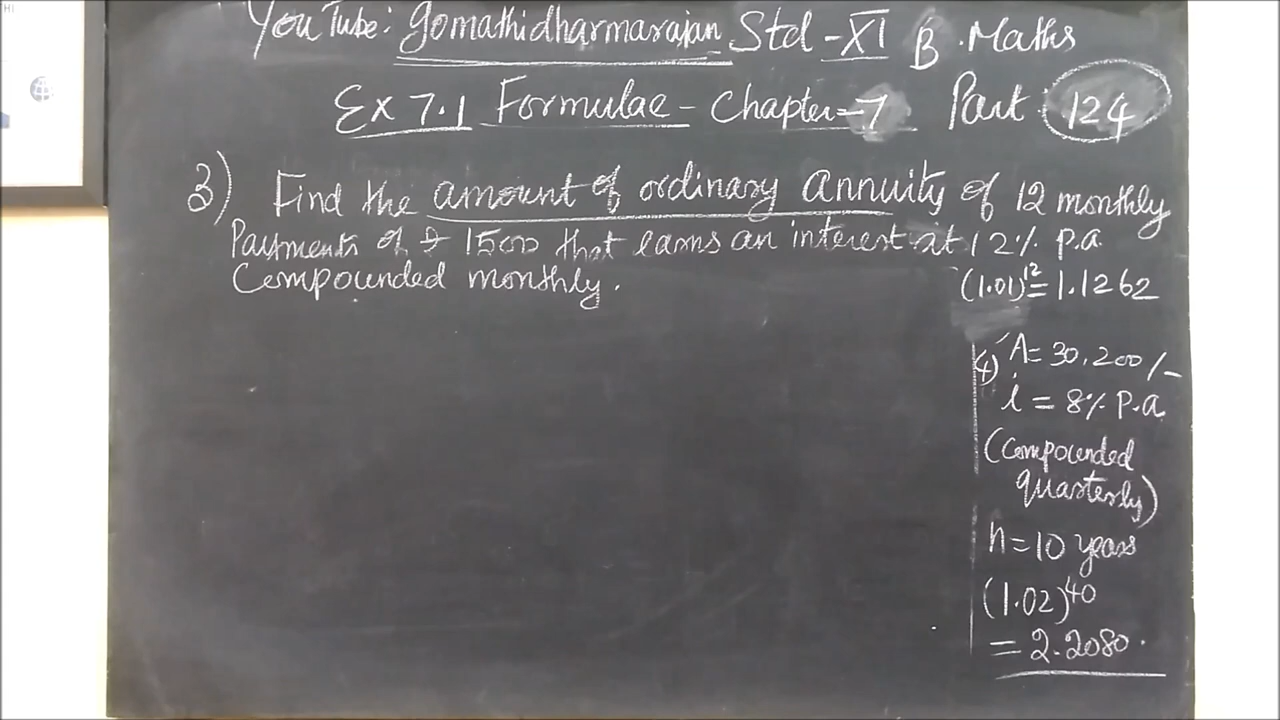 YouTube: gomathidharmarajan Std -XI B.Maths
Ex 7.1 Formulae - Chapter-7 Part: 124
3) Find the amount of ordinary annuity of 12 monthly
Payments of ₹ 1500 that earns an interest at 12% p.a
Compounded monthly.
(1.01)^12 = 1.1262
4) A = 30,200/-
i = 8% P.a
(Compounded
quarterly)
n = 10 years
(1.02)^40
= 2.2080.